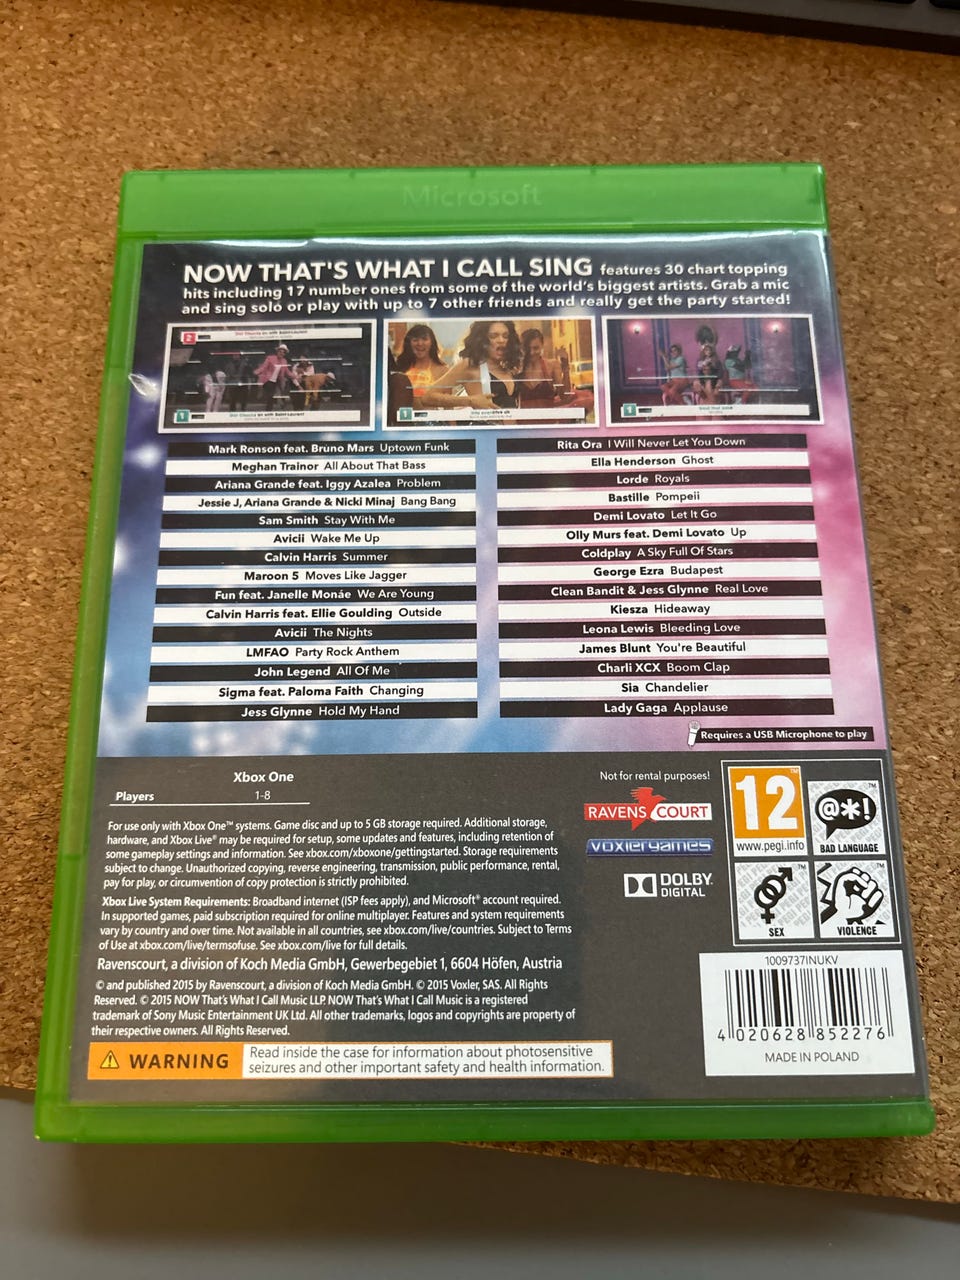 Microsoft
NOW THAT'S WHAT I CALL SING features 30 chart topping
hits including 17 number ones from some of the world's biggest artists. Grab a mic
and sing solo or play with up to 7 other friends and really get the party started!
2
1
1
1
Mark Ronson feat. Bruno Mars Uptown Funk
Meghan Trainor All About That Bass
Ariana Grande feat. Iggy Azalea Problem
Jessie J, Ariana Grande & Nicki Minaj Bang Bang
Sam Smith Stay With Me
Avicii Wake Me Up
Calvin Harris Summer
Maroon 5 Moves Like Jagger
Fun feat. Janelle Monáe We Are Young
Calvin Harris feat. Ellie Goulding Outside
Avicii The Nights
LMFAO Party Rock Anthem
John Legend All Of Me
Sigma feat. Paloma Faith Changing
Jess Glynne Hold My Hand
Rita Ora I Will Never Let You Down
Ella Henderson Ghost
Lorde Royals
Bastille Pompeii
Demi Lovato Let It Go
Olly Murs feat. Demi Lovato Up
Coldplay A Sky Full Of Stars
George Ezra Budapest
Clean Bandit & Jess Glynne Real Love
Kiesza Hideaway
Leona Lewis Bleeding Love
James Blunt You're Beautiful
Charli XCX Boom Clap
Sia Chandelier
Lady Gaga Applause
Requires a USB Microphone to play
Xbox One
Players 1-8
For use only with Xbox One™ systems. Game disc and up to 5 GB storage required. Additional storage,
hardware, and Xbox Live® may be required for setup, some updates and features, including retention of
some gameplay settings and information. See xbox.com/xboxone/gettingstarted. Storage requirements
subject to change. Unauthorized copying, reverse engineering, transmission, public performance, rental,
pay for play, or circumvention of copy protection is strictly prohibited.
Xbox Live System Requirements: Broadband internet (ISP fees apply), and Microsoft® account required.
In supported games, paid subscription required for online multiplayer. Features and system requirements
vary by country and over time. Not available in all countries, see xbox.com/live/countries. Subject to Terms
of Use at xbox.com/live/termsofuse. See xbox.com/live for full details.
Ravenscourt, a division of Koch Media GmbH, Gewerbegebiet 1, 6604 Höfen, Austria
© and published 2015 by Ravenscourt, a division of Koch Media GmbH. © 2015 Voxler, SAS. All Rights
Reserved. © 2015 NOW That's What I Call Music LLP. NOW That's What I Call Music is a registered
trademark of Sony Music Entertainment UK Ltd. All other trademarks, logos and copyrights are property of
their respective owners. All Rights Reserved.
WARNING
Read inside the case for information about photosensitive
seizures and other important safety and health information.
Not for rental purposes!
RAVENSCOURT
voxlergames
DOLBY
DIGITAL
12
www.pegi.info
@*!
BAD LANGUAGE
SEX
VIOLENCE
1009737INUKV
4 020628 852276
MADE IN POLAND